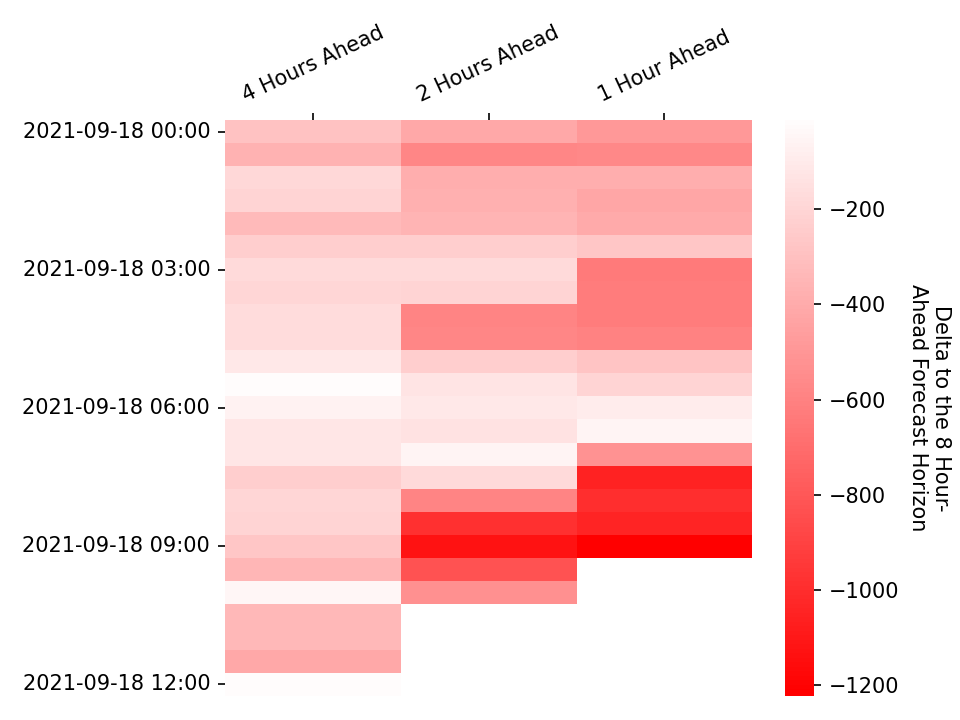 4 Hours Ahead
2 Hours Ahead
1 Hour Ahead
2021-09-18 00:00
2021-09-18 03:00
2021-09-18 06:00
2021-09-18 09:00
2021-09-18 12:00
−200
−400
−600
−800
−1000
−1200
Delta to the 8 Hour-
Ahead Forecast Horizon